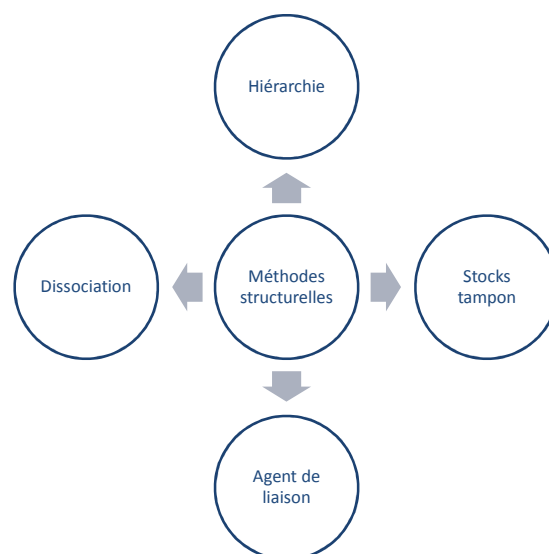 Hiérarchie
Dissociation
Méthodes
structurelles
Stocks
tampon
Agent de
liaison